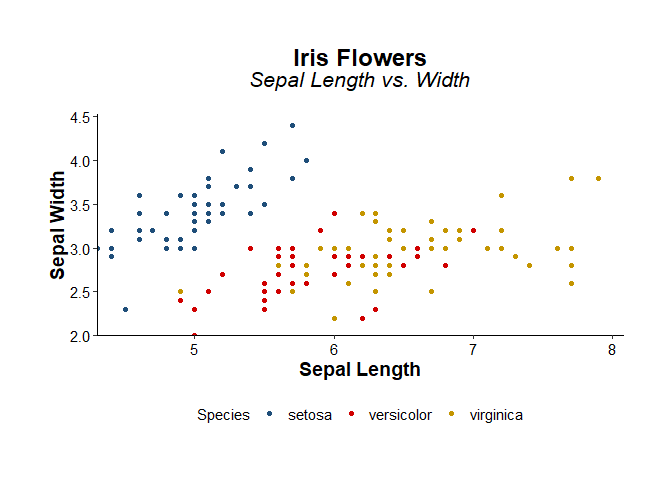 Iris Flowers
Sepal Length vs. Width
4.5
4.0
3.5
3.0
2.5
2.0
Sepal Width
5 6 7 8
Sepal Length
Species setosa versicolor virginica